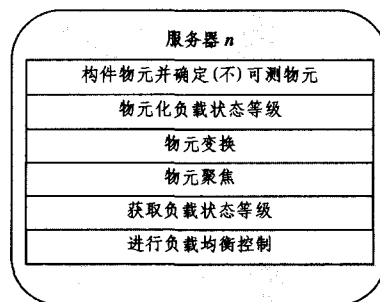 服务器 n
构件物元并确定(不)可测物元
物元化负载状态等级
物元变换
物元聚焦
获取负载状态等级
进行负载均衡控制